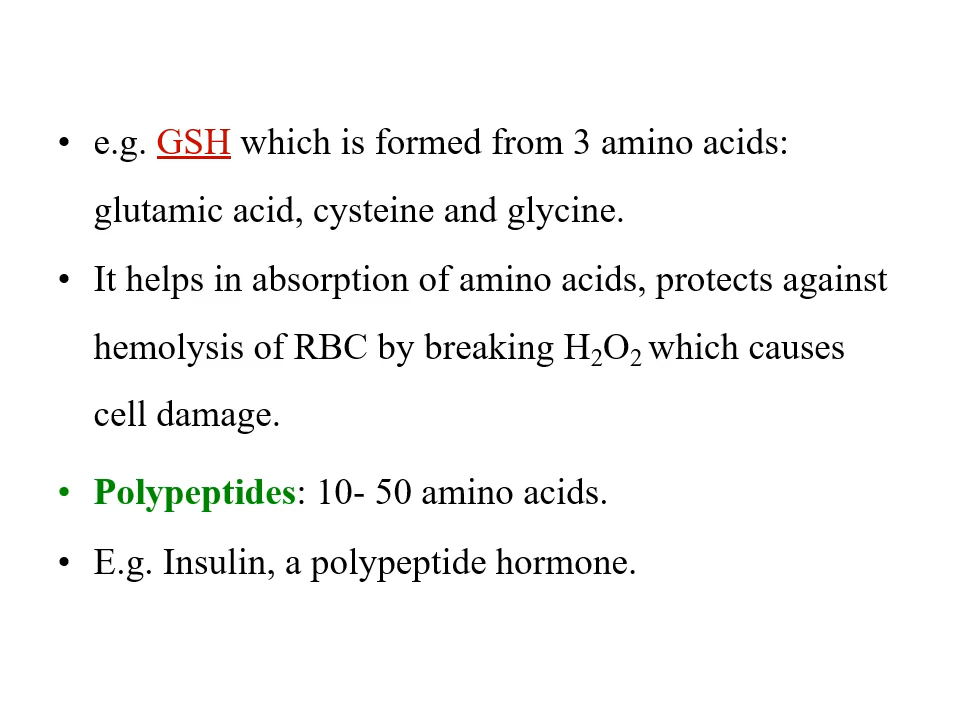 • e.g. GSH which is formed from 3 amino acids:
glutamic acid, cysteine and glycine.
• It helps in absorption of amino acids, protects against
hemolysis of RBC by breaking H₂O₂ which causes
cell damage.
• Polypeptides: 10- 50 amino acids.
• E.g. Insulin, a polypeptide hormone.